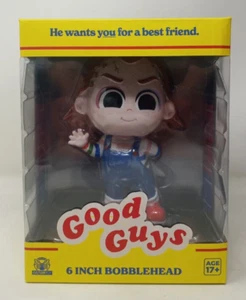 He wants you for a best friend.
Good
Guys
6 INCH BOBBLEHEAD
AGE
17+